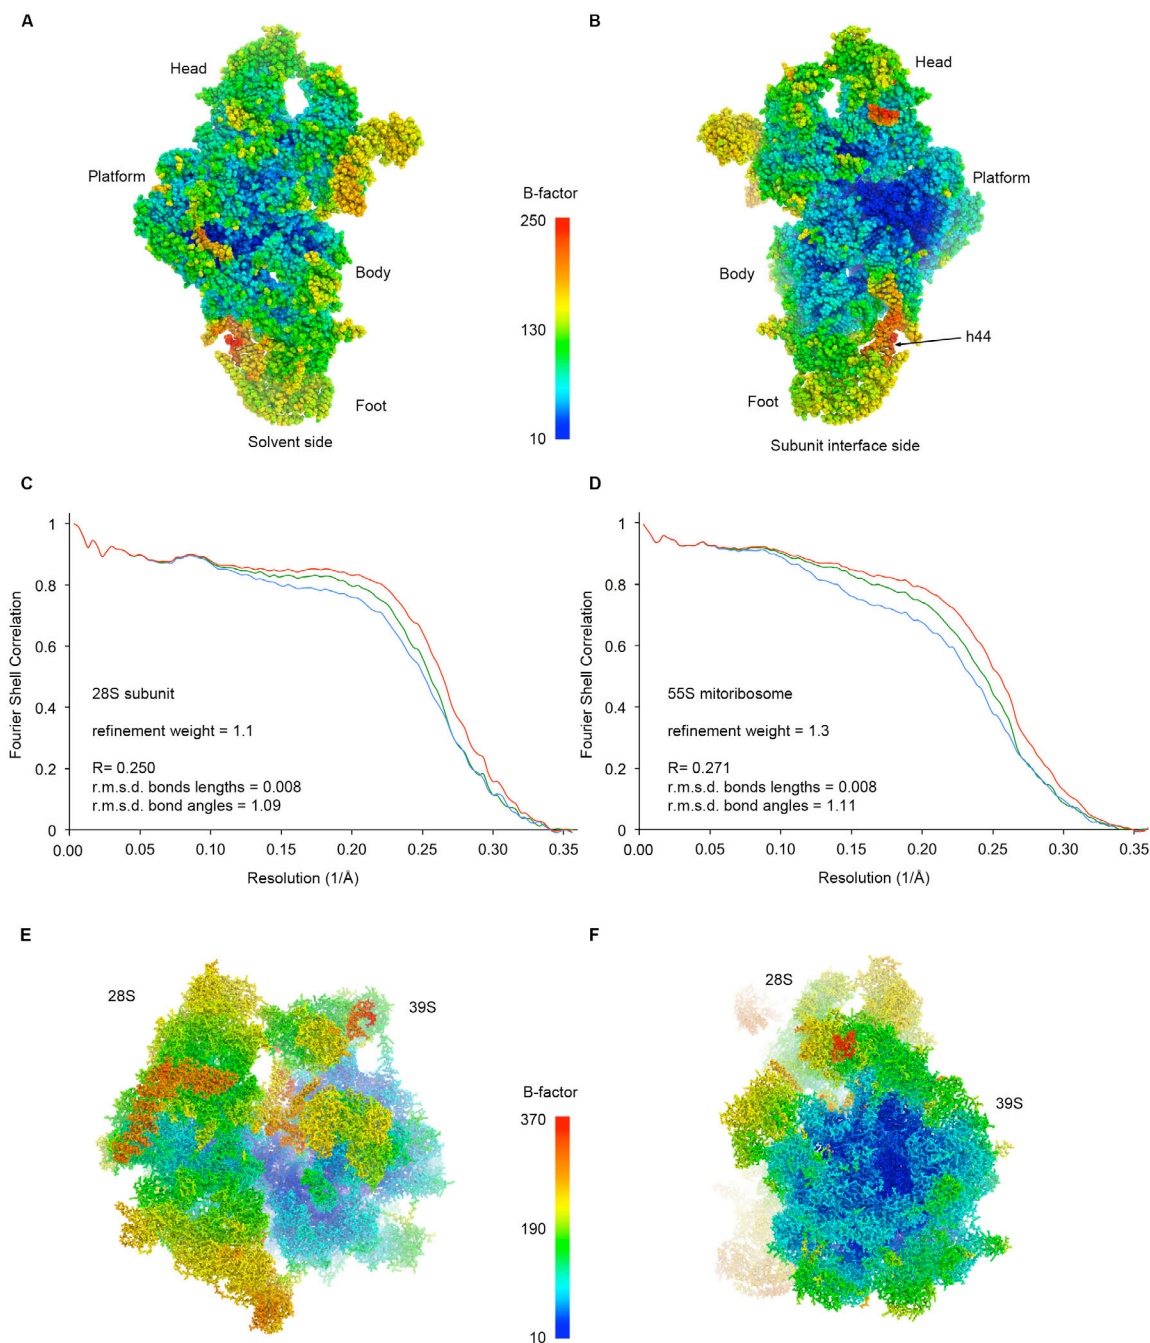 A
B
Head
Head
Platform
Platform
B-factor
250
130
10
Body
Body
h44
Foot
Foot
Solvent side
Subunit interface side
C
D
Fourier Shell Correlation
1
0.8
0.6
0.4
0.2
0
28S subunit
refinement weight = 1.1
R= 0.250
r.m.s.d. bonds lengths = 0.008
r.m.s.d. bond angles = 1.09
0.00
0.05
0.10
0.15
0.20
0.25
0.30
0.35
Resolution (1/Å)
Fourier Shell Correlation
1
0.8
0.6
0.4
0.2
0
55S mitoribosome
refinement weight = 1.3
R= 0.271
r.m.s.d. bonds lengths = 0.008
r.m.s.d. bond angles = 1.11
0.00
0.05
0.10
0.15
0.20
0.25
0.30
0.35
Resolution (1/Å)
E
F
28S
39S
28S
39S
B-factor
370
190
10